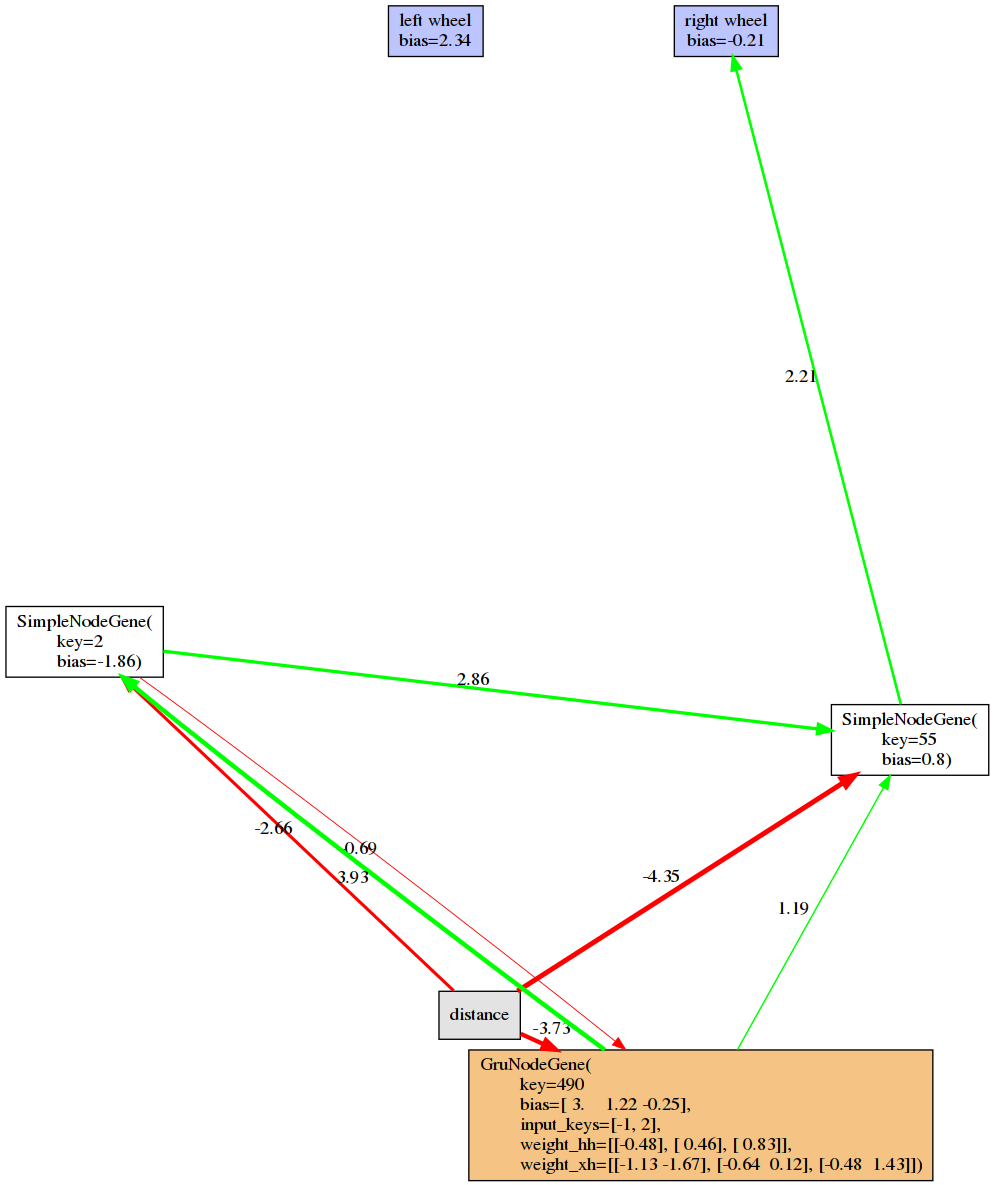 left wheel
bias=2.34
right wheel
bias=-0.21
2.21
SimpleNodeGene(
key=2
bias=-1.86)
2.86
SimpleNodeGene(
key=55
bias=0.8)
-2.66
-0.69
3.93
-4.35
1.19
distance
-3.73
GruNodeGene(
key=490
bias=[ 3. 1.22 -0.25],
input_keys=[-1, 2],
weight_hh=[[-0.48], [ 0.46], [ 0.83]],
weight_xh=[[-1.13 -1.67], [-0.64 0.12], [-0.48 1.43]])